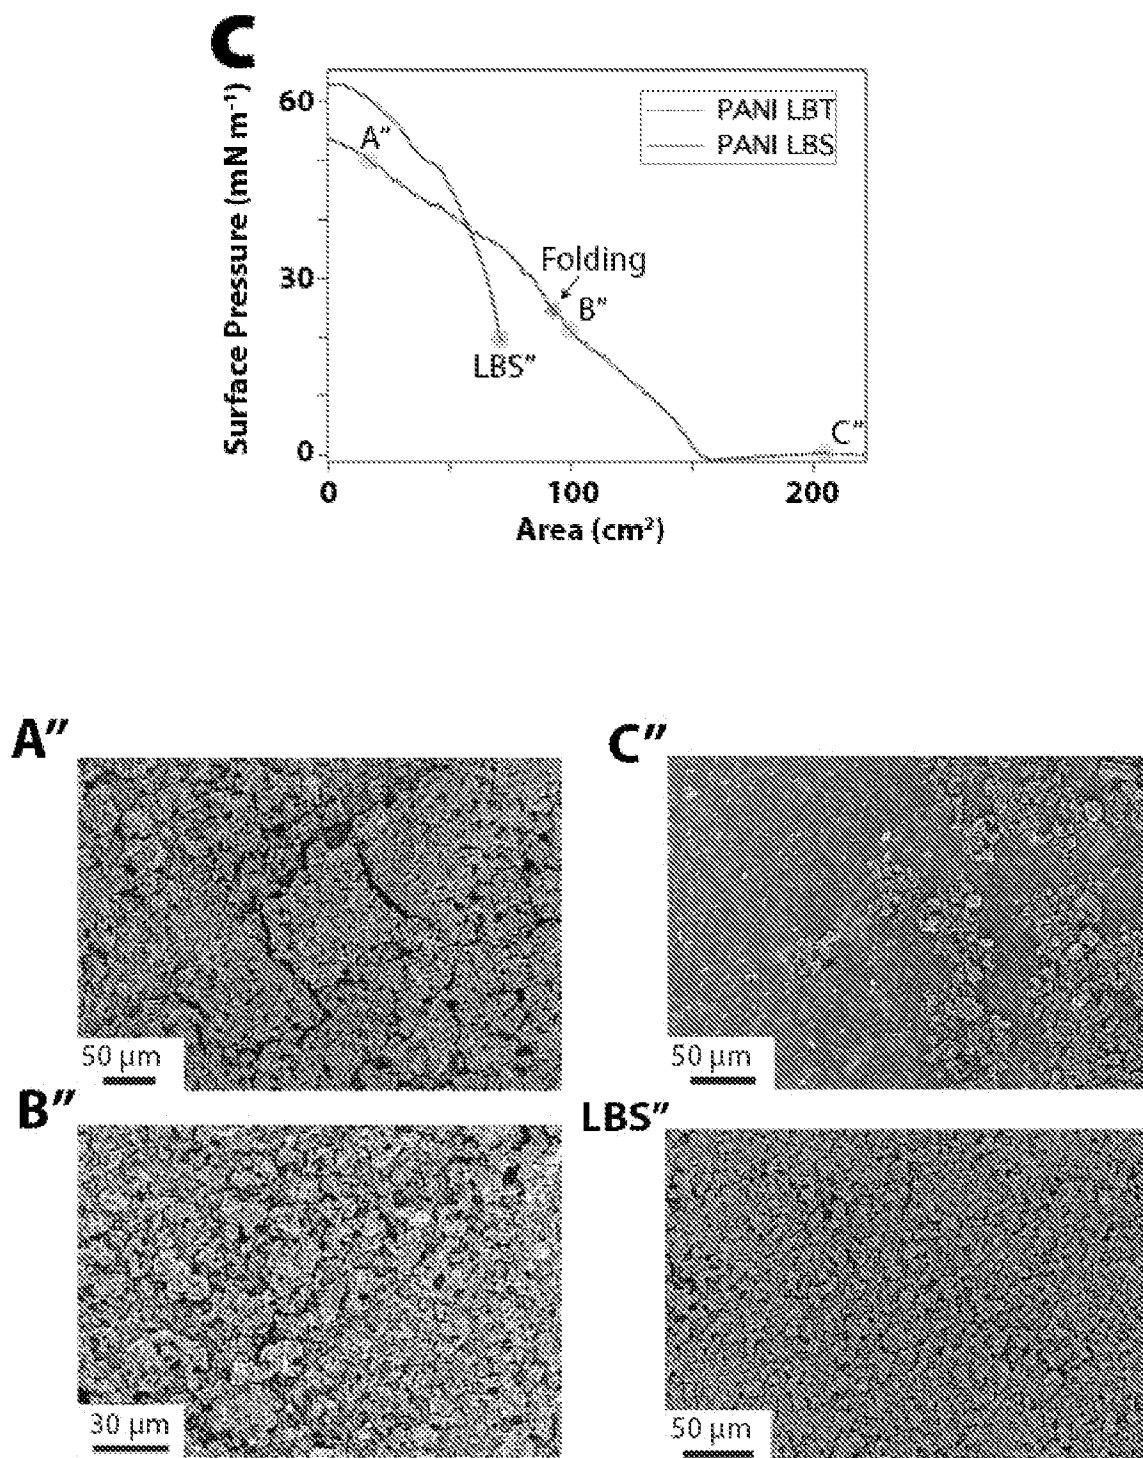 C
Surface Pressure (mN m⁻¹)
60
30
0
PANI LBT
PANI LBS
A″
Folding
B″
LBS″
C″
0
100
200
Area (cm²)
A″
C″
50 µm
50 µm
B″
LBS″
30 µm
50 µm